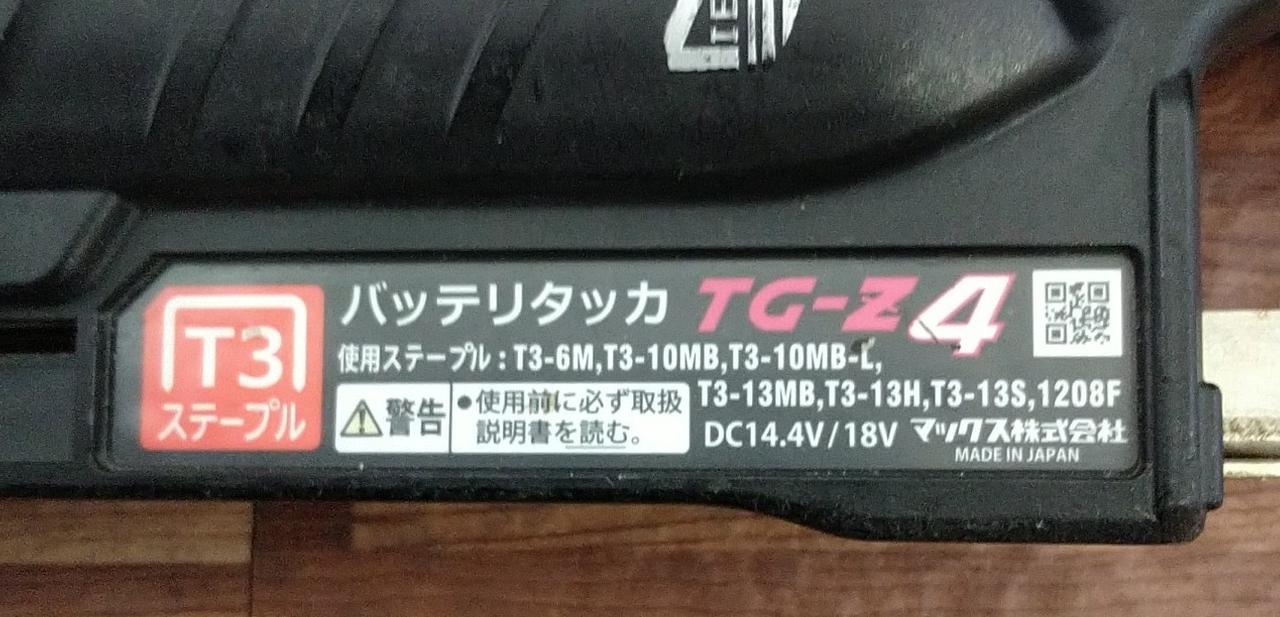 T3
ステープル
バッテリタッカ TG-Z4
使用ステープル：T3-6M,T3-10MB,T3-10MB-L,
T3-13MB,T3-13H,T3-13S,1208F
警告
●使用前に必ず取扱
説明書を読む。
DC14.4V/18V マックス株式会社
MADE IN JAPAN